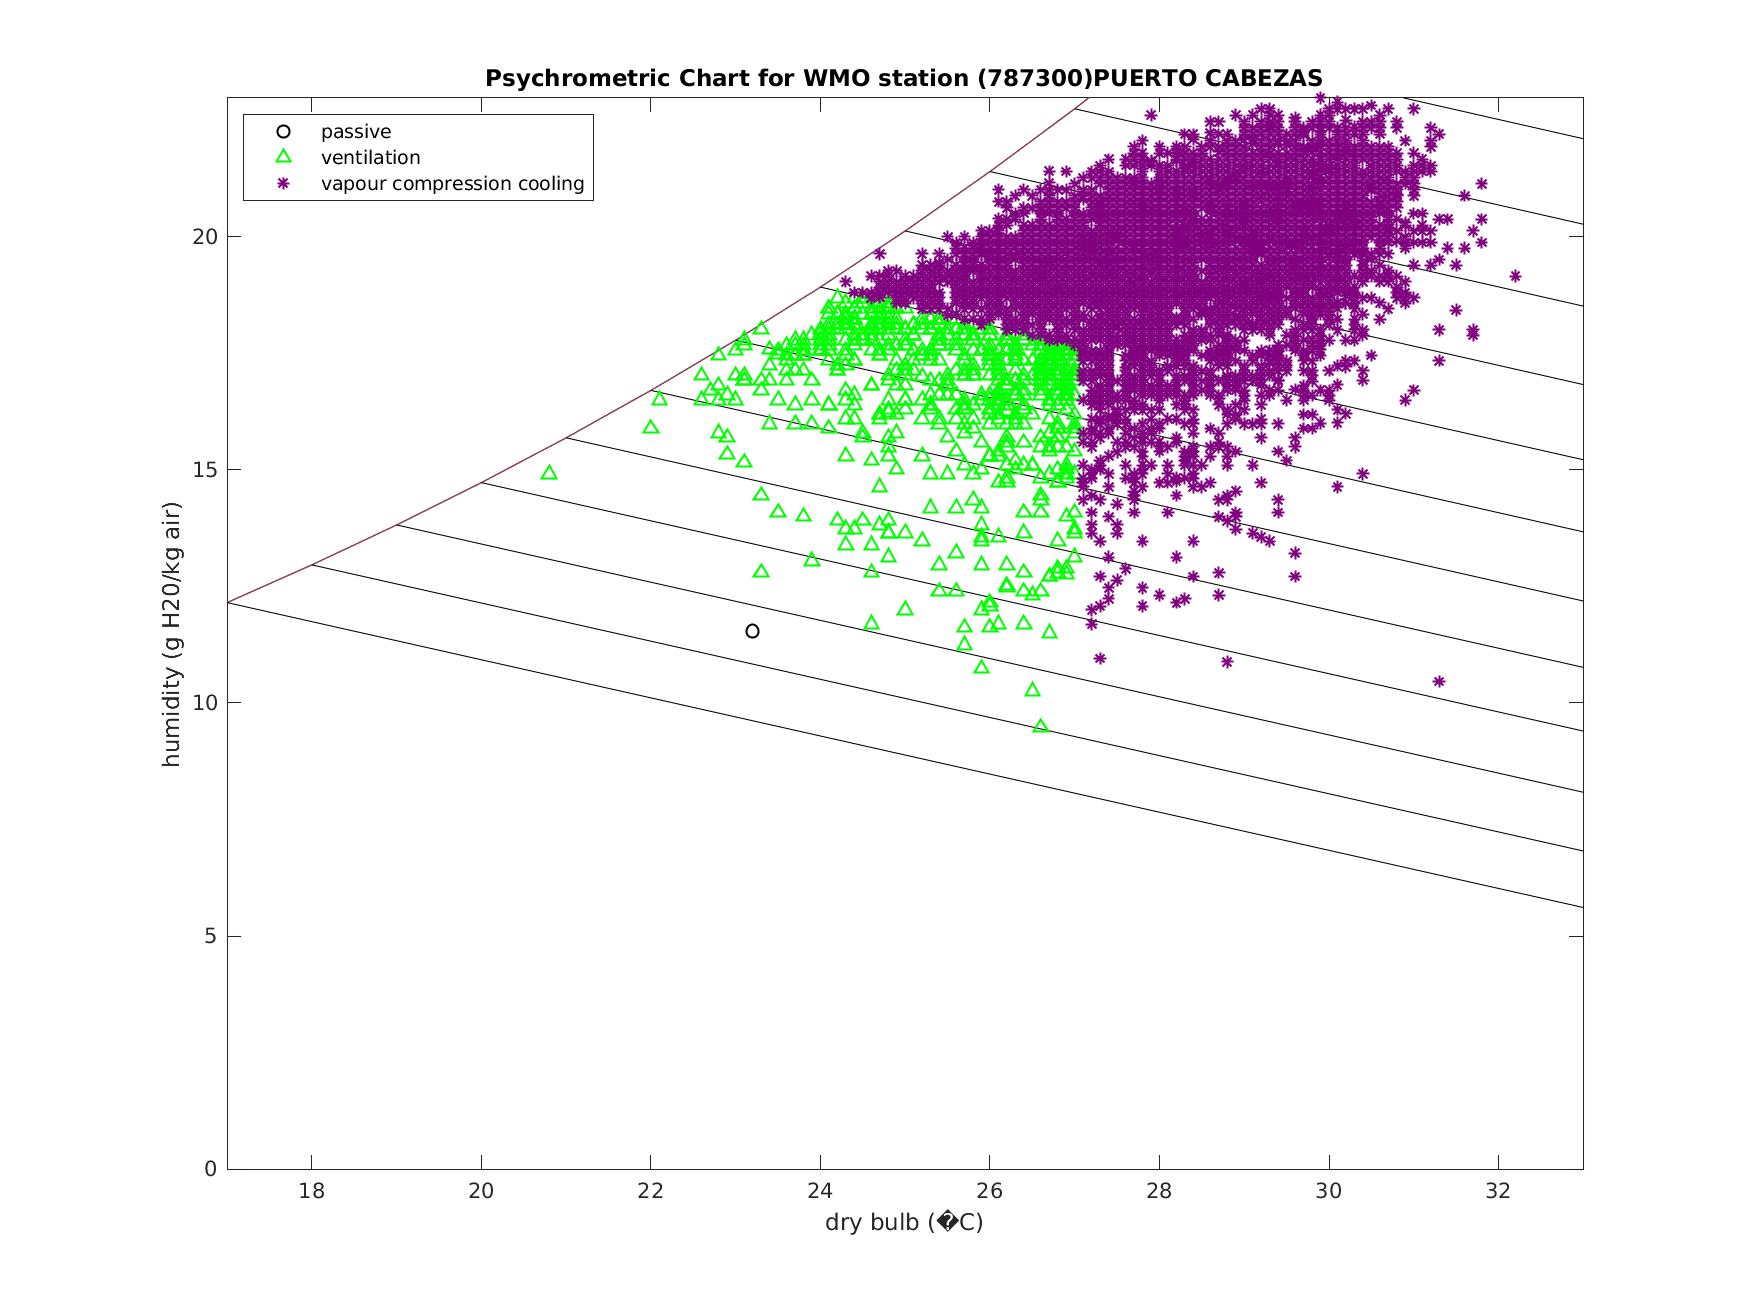 Psychrometric Chart for WMO station (787300)PUERTO CABEZAS
passive
ventilation
vapour compression cooling
20
15
10
5
0
humidity (g H20/kg air)
18 20 22 24 26 28 30 32
dry bulb (�C)